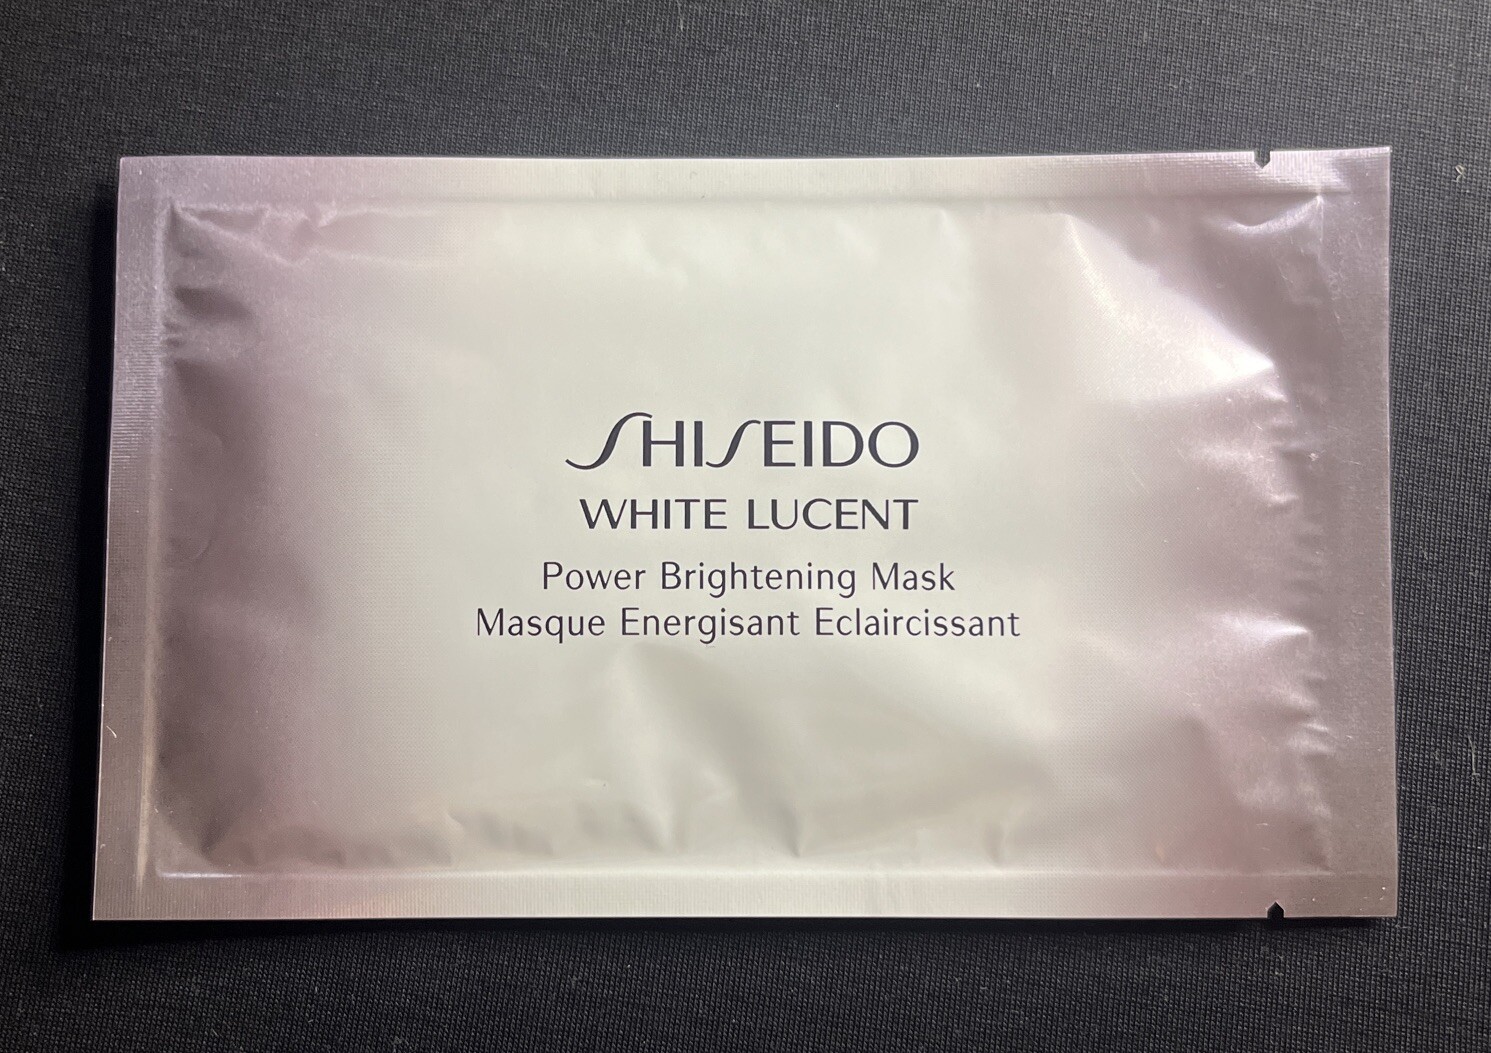 SHISEIDO
WHITE LUCENT
Power Brightening Mask
Masque Energisant Eclaircissant